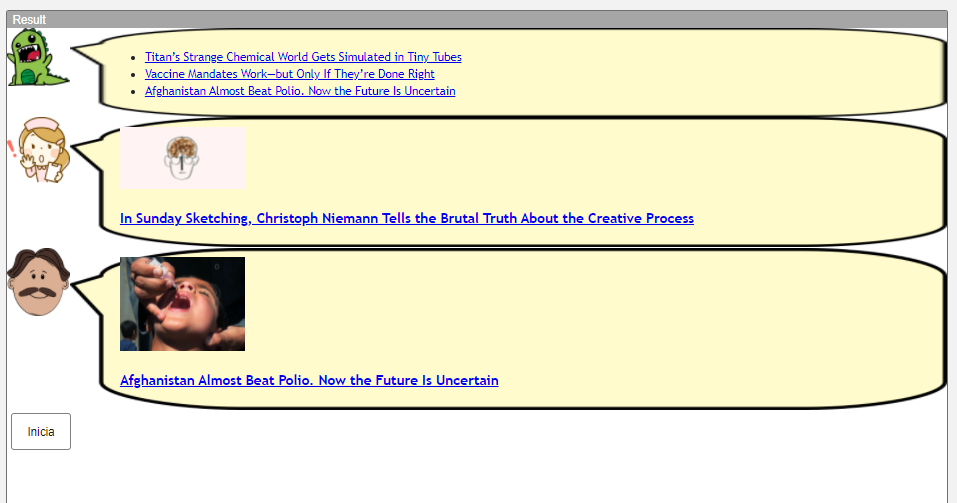 Result
Titan’s Strange Chemical World Gets Simulated in Tiny Tubes
Vaccine Mandates Work—but Only If They’re Done Right
Afghanistan Almost Beat Polio. Now the Future Is Uncertain
In Sunday Sketching, Christoph Niemann Tells the Brutal Truth About the Creative Process
Afghanistan Almost Beat Polio. Now the Future Is Uncertain
Inicia